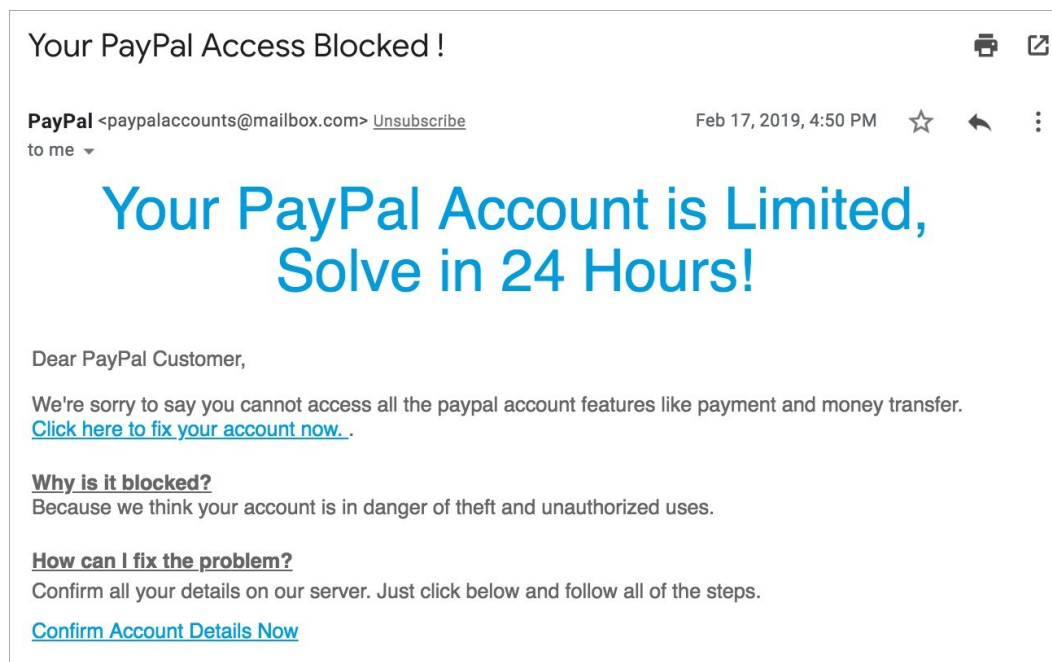 Your PayPal Access Blocked !
PayPal <paypalaccounts@mailbox.com> Unsubscribe
Feb 17, 2019, 4:50 PM
to me
Your PayPal Account is Limited,
Solve in 24 Hours!
Dear PayPal Customer,
We're sorry to say you cannot access all the paypal account features like payment and money transfer.
Click here to fix your account now. .
Why is it blocked?
Because we think your account is in danger of theft and unauthorized uses.
How can I fix the problem?
Confirm all your details on our server. Just click below and follow all of the steps.
Confirm Account Details Now